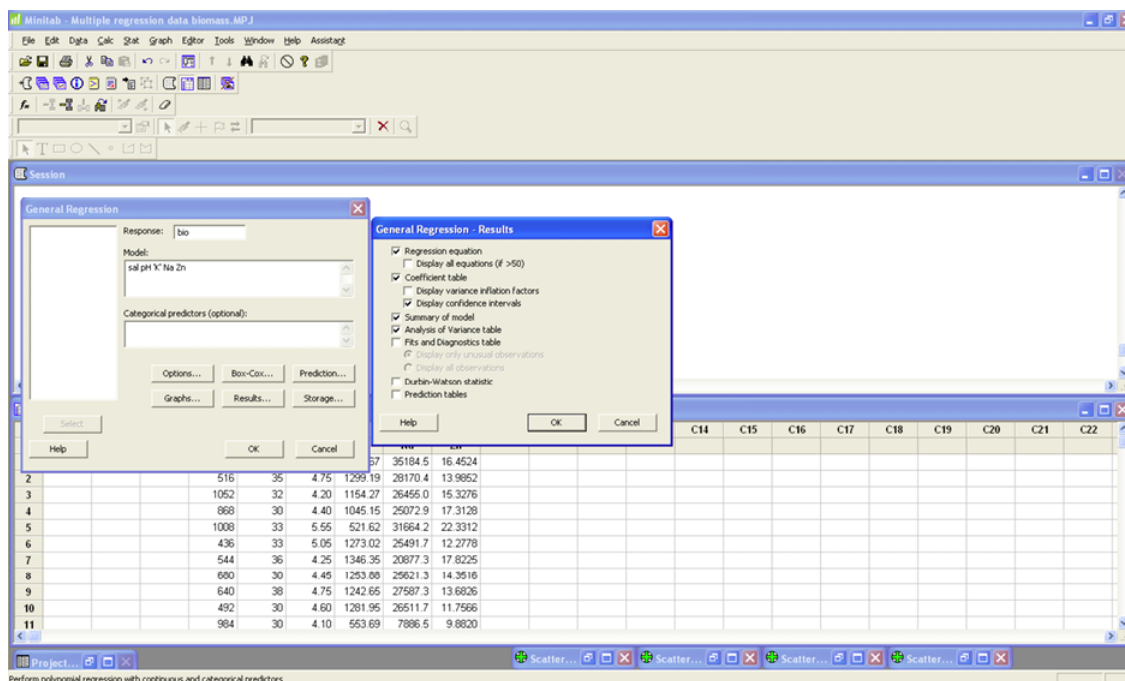 Minitab - Multiple regression data biomass.MPJ
File Edit Data Calc Stat Graph Editor Tools Window Help Assistant
Session
General Regression
Response: bio
Model:
sal pH 'K' Na Zn
Categorical predictors (optional):
Options... Box-Cox... Prediction...
Graphs... Results... Storage...
Select
Help OK Cancel
General Regression - Results
Regression equation
Display all equations (if >50)
Coefficient table
Display variance inflation factors
Display confidence intervals
Summary of model
Analysis of Variance table
Fits and Diagnostics table
Display only unusual observations
Display all observations
Durbin-Watson statistic
Prediction tables
Help OK Cancel
C14 C15 C16 C17 C18 C19 C20 C21 C22
67 35184.5 16.4524
2 516 35 4.75 1299.19 28170.4 13.9852
3 1052 32 4.20 1154.27 26455.0 15.3276
4 868 30 4.40 1045.15 25072.9 17.3128
5 1008 33 5.55 521.62 31664.2 22.3312
6 436 33 5.05 1273.02 25491.7 12.2778
7 544 36 4.25 1346.35 20877.3 17.8225
8 680 30 4.45 1253.88 25621.3 14.3516
9 640 38 4.75 1242.65 27587.3 13.6826
10 492 30 4.60 1281.95 26511.7 11.7566
11 984 30 4.10 553.69 7886.5 9.8820
Project... Scatter... Scatter... Scatter... Scatter...
Perform polynomial regression with continuous and categorical predictors